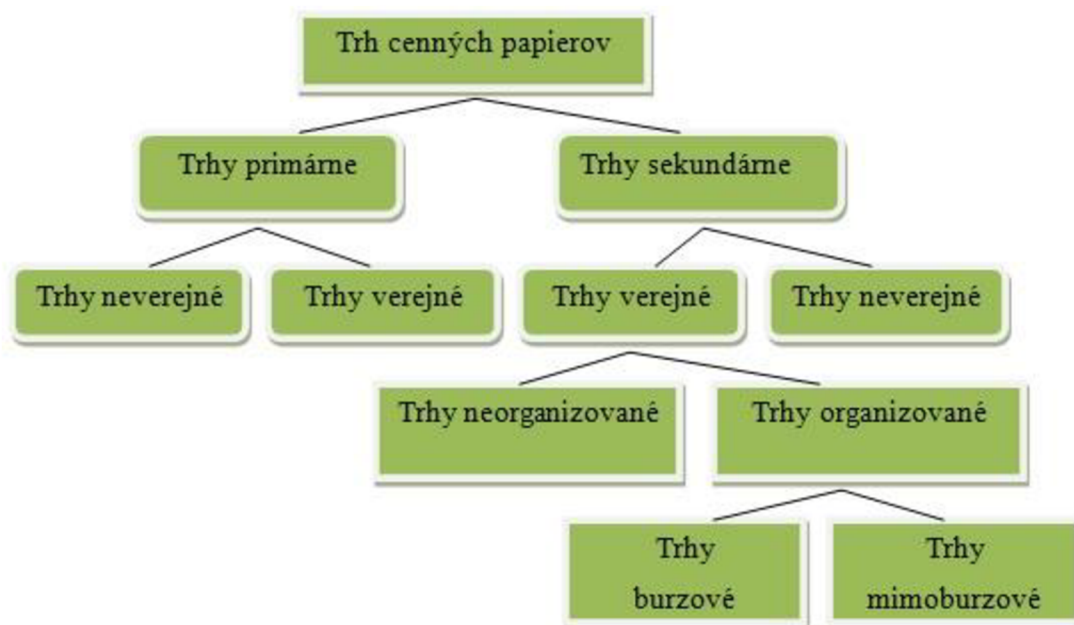 Trh cenných papierov
Trhy primárne
Trhy sekundárne
Trhy neverejné
Trhy verejné
Trhy verejné
Trhy neverejné
Trhy neorganizované
Trhy organizované
Trhy
burzové
Trhy
mimoburzové